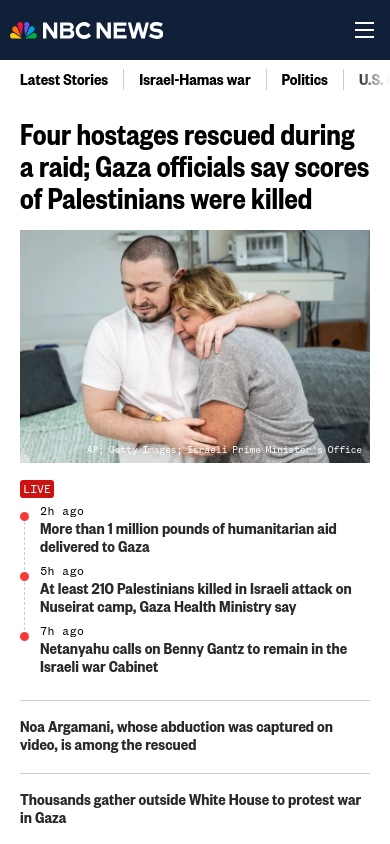 NBC NEWS
Latest Stories
Israel-Hamas war
Politics
U.S.
Four hostages rescued during
a raid; Gaza officials say scores
of Palestinians were killed
AP; Getty Images; Israeli Prime Minister's Office
LIVE
2h ago
More than 1 million pounds of humanitarian aid
delivered to Gaza
5h ago
At least 210 Palestinians killed in Israeli attack on
Nuseirat camp, Gaza Health Ministry say
7h ago
Netanyahu calls on Benny Gantz to remain in the
Israeli war Cabinet
Noa Argamani, whose abduction was captured on
video, is among the rescued
Thousands gather outside White House to protest war
in Gaza